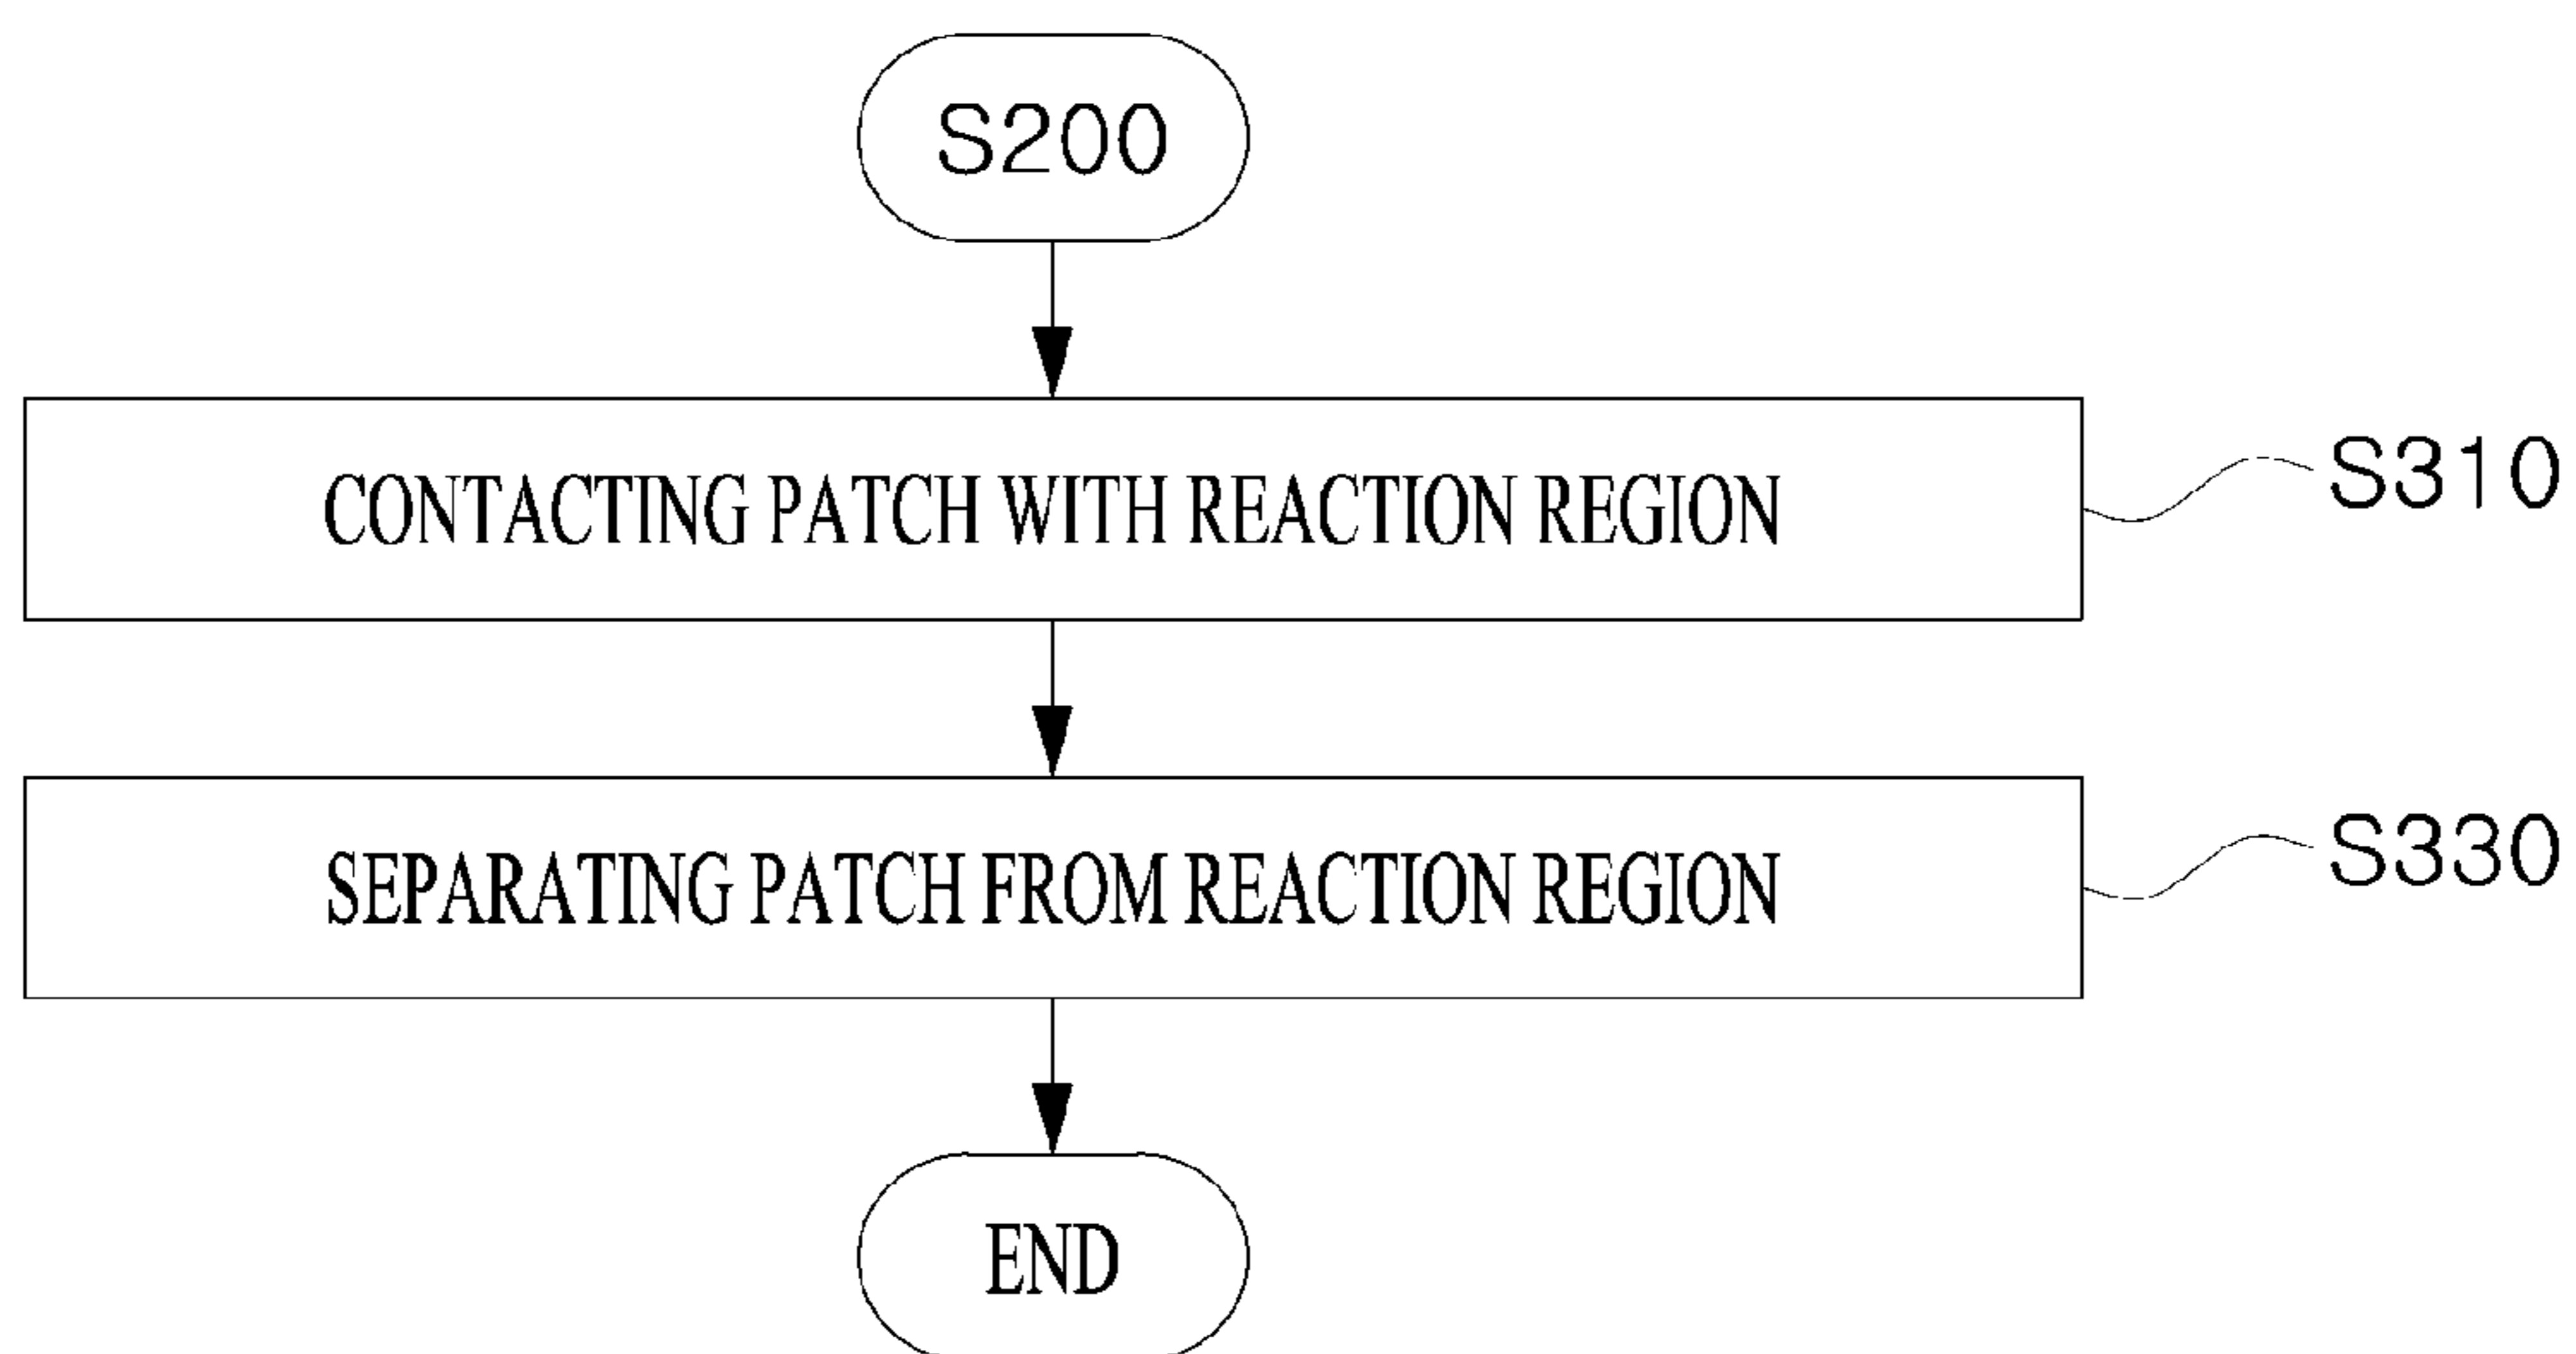 S200
CONTACTING PATCH WITH REACTION REGION
S310
SEPARATING PATCH FROM REACTION REGION
S330
END